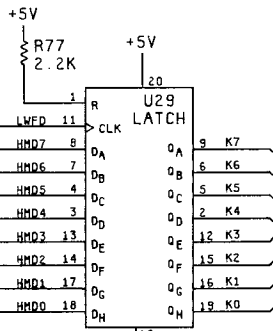 +5V
R77
2.2K
+5V
20
1
R
U29
LATCH
LWFD 11 CLK
HMD7 8 DA QA 9 K7
HMD6 7 DB QB 6 K6
HMD5 4 DC QC 5 K5
HMD4 3 DD QD 2 K4
HMD3 13 DE QE 12 K3
HMD2 14 DF QF 15 K2
HMD1 17 DG QG 16 K1
HMD0 18 DH QH 19 K0